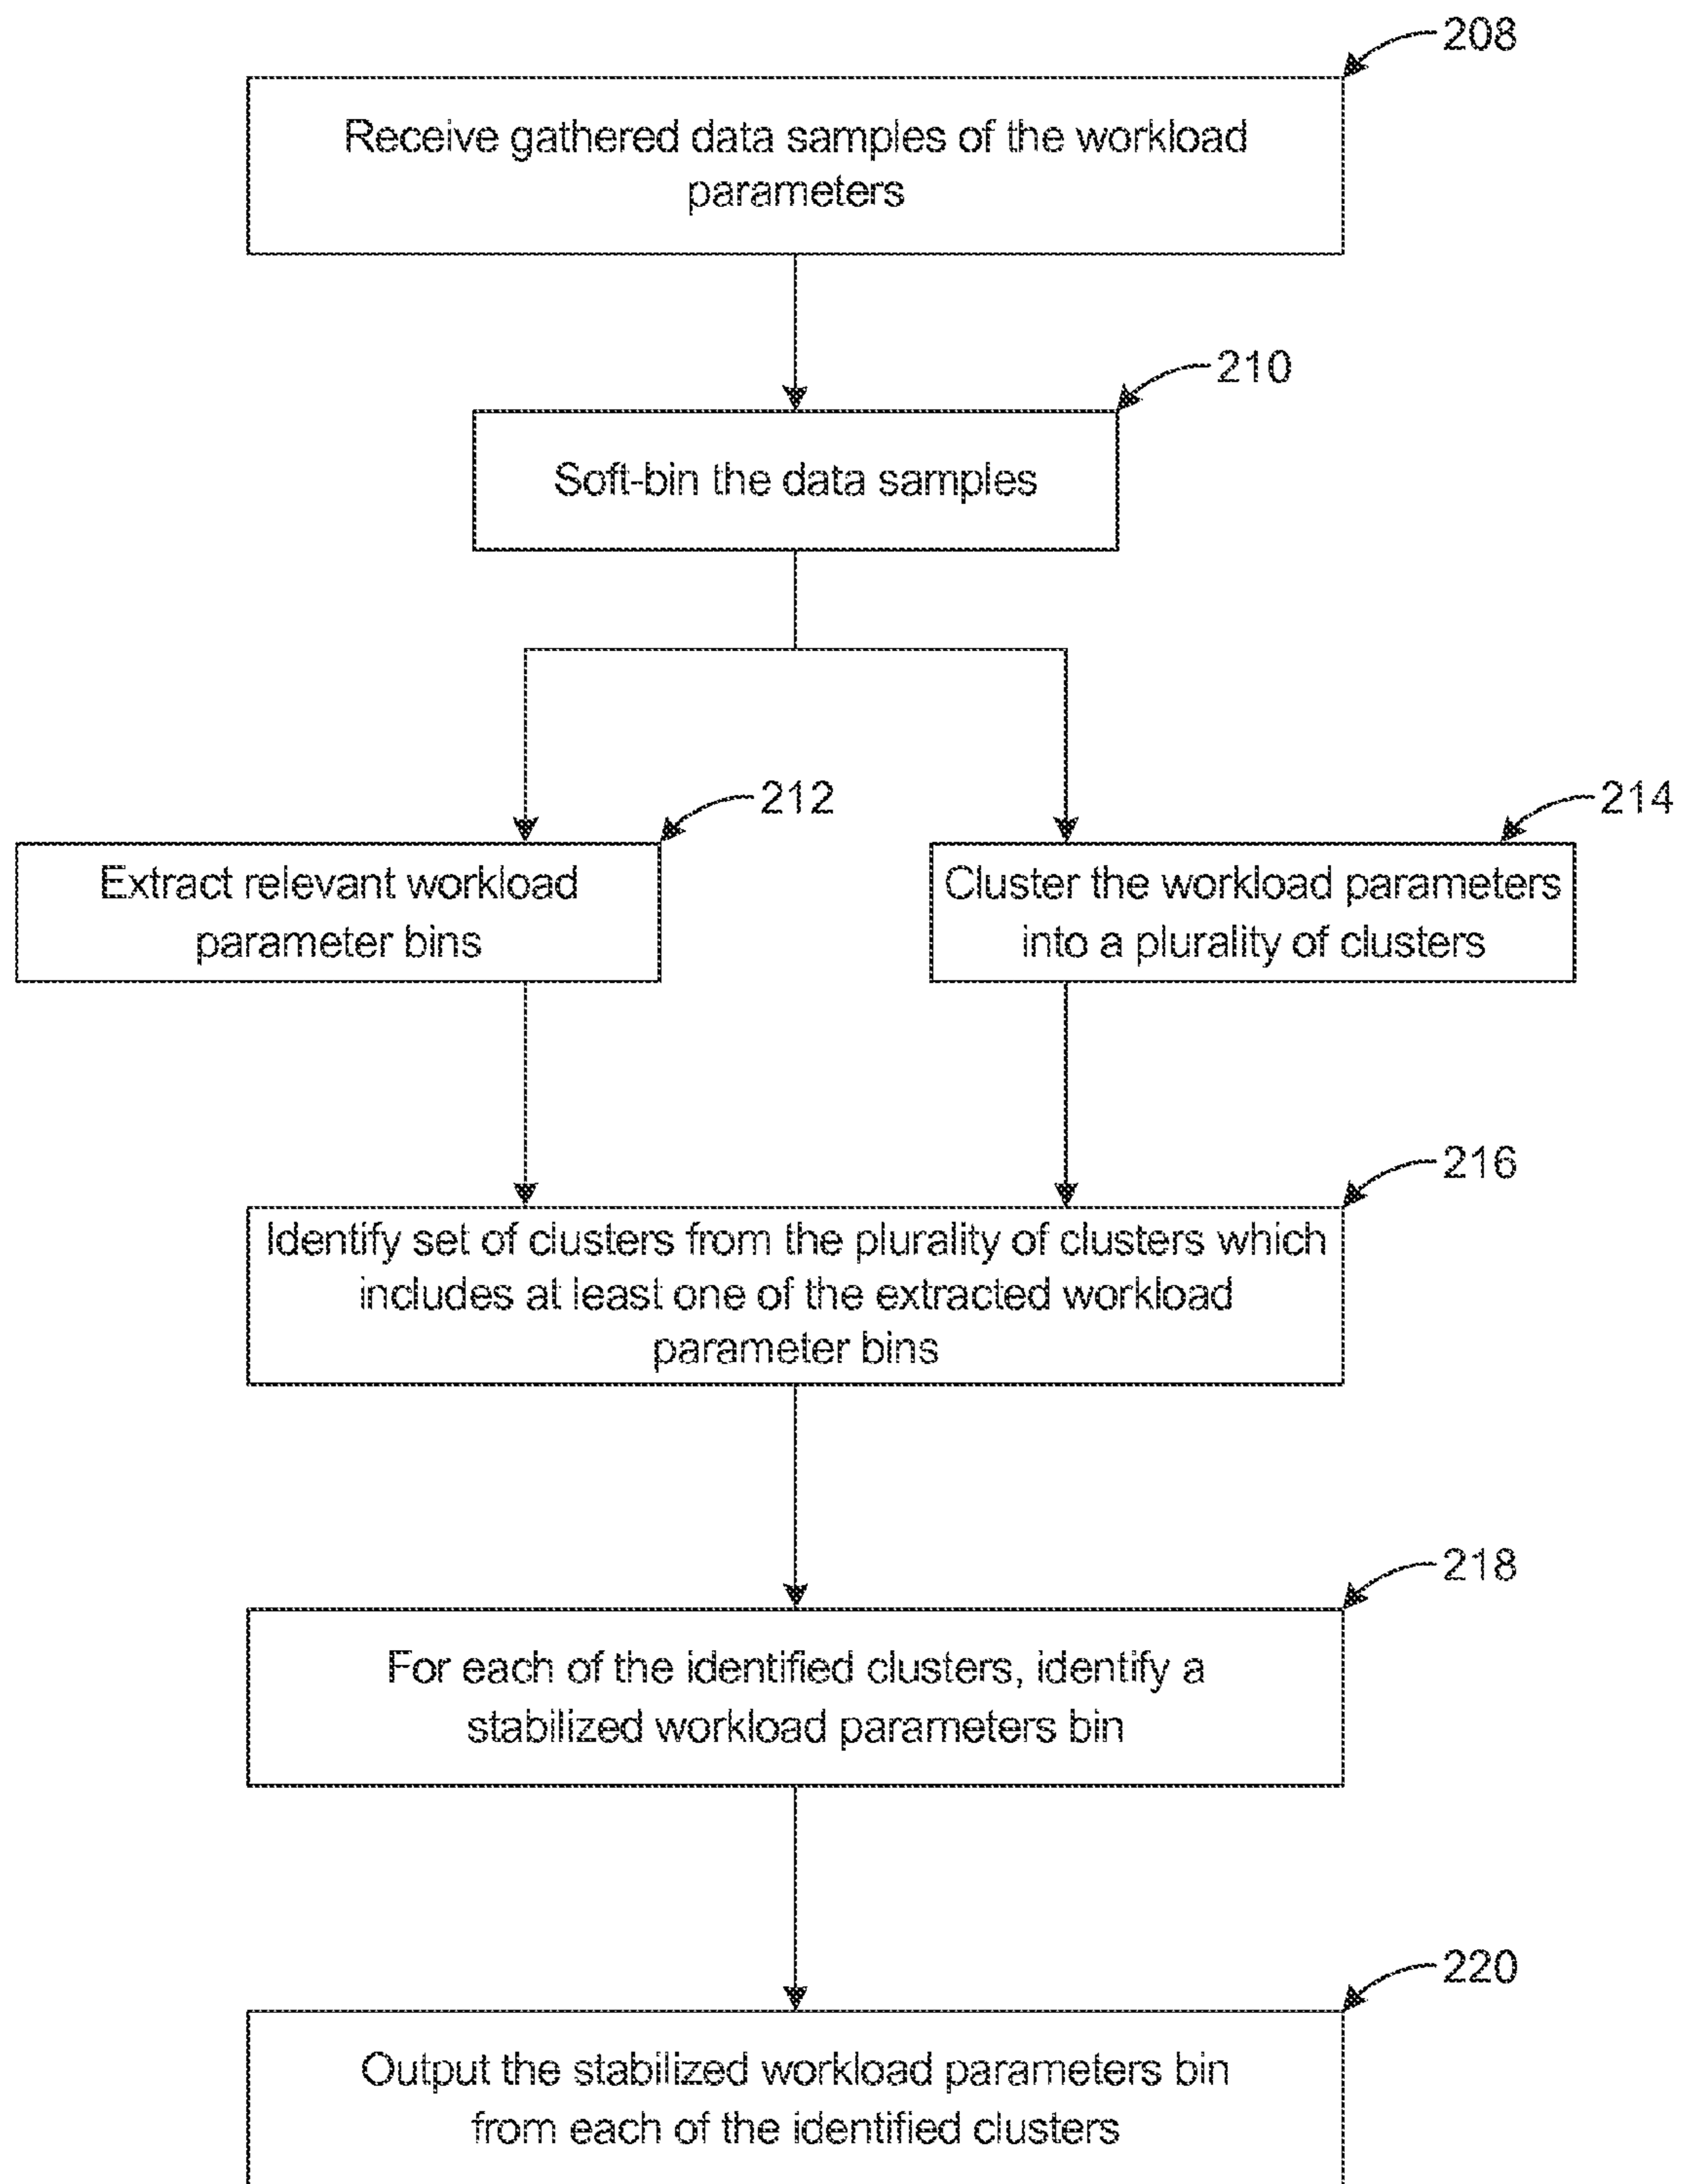 208
Receive gathered data samples of the workload
parameters
210
Soft-bin the data samples
212
Extract relevant workload
parameter bins
214
Cluster the workload parameters
into a plurality of clusters
216
Identify set of clusters from the plurality of clusters which
includes at least one of the extracted workload
parameter bins
218
For each of the identified clusters, identify a
stabilized workload parameters bin
220
Output the stabilized workload parameters bin
from each of the identified clusters